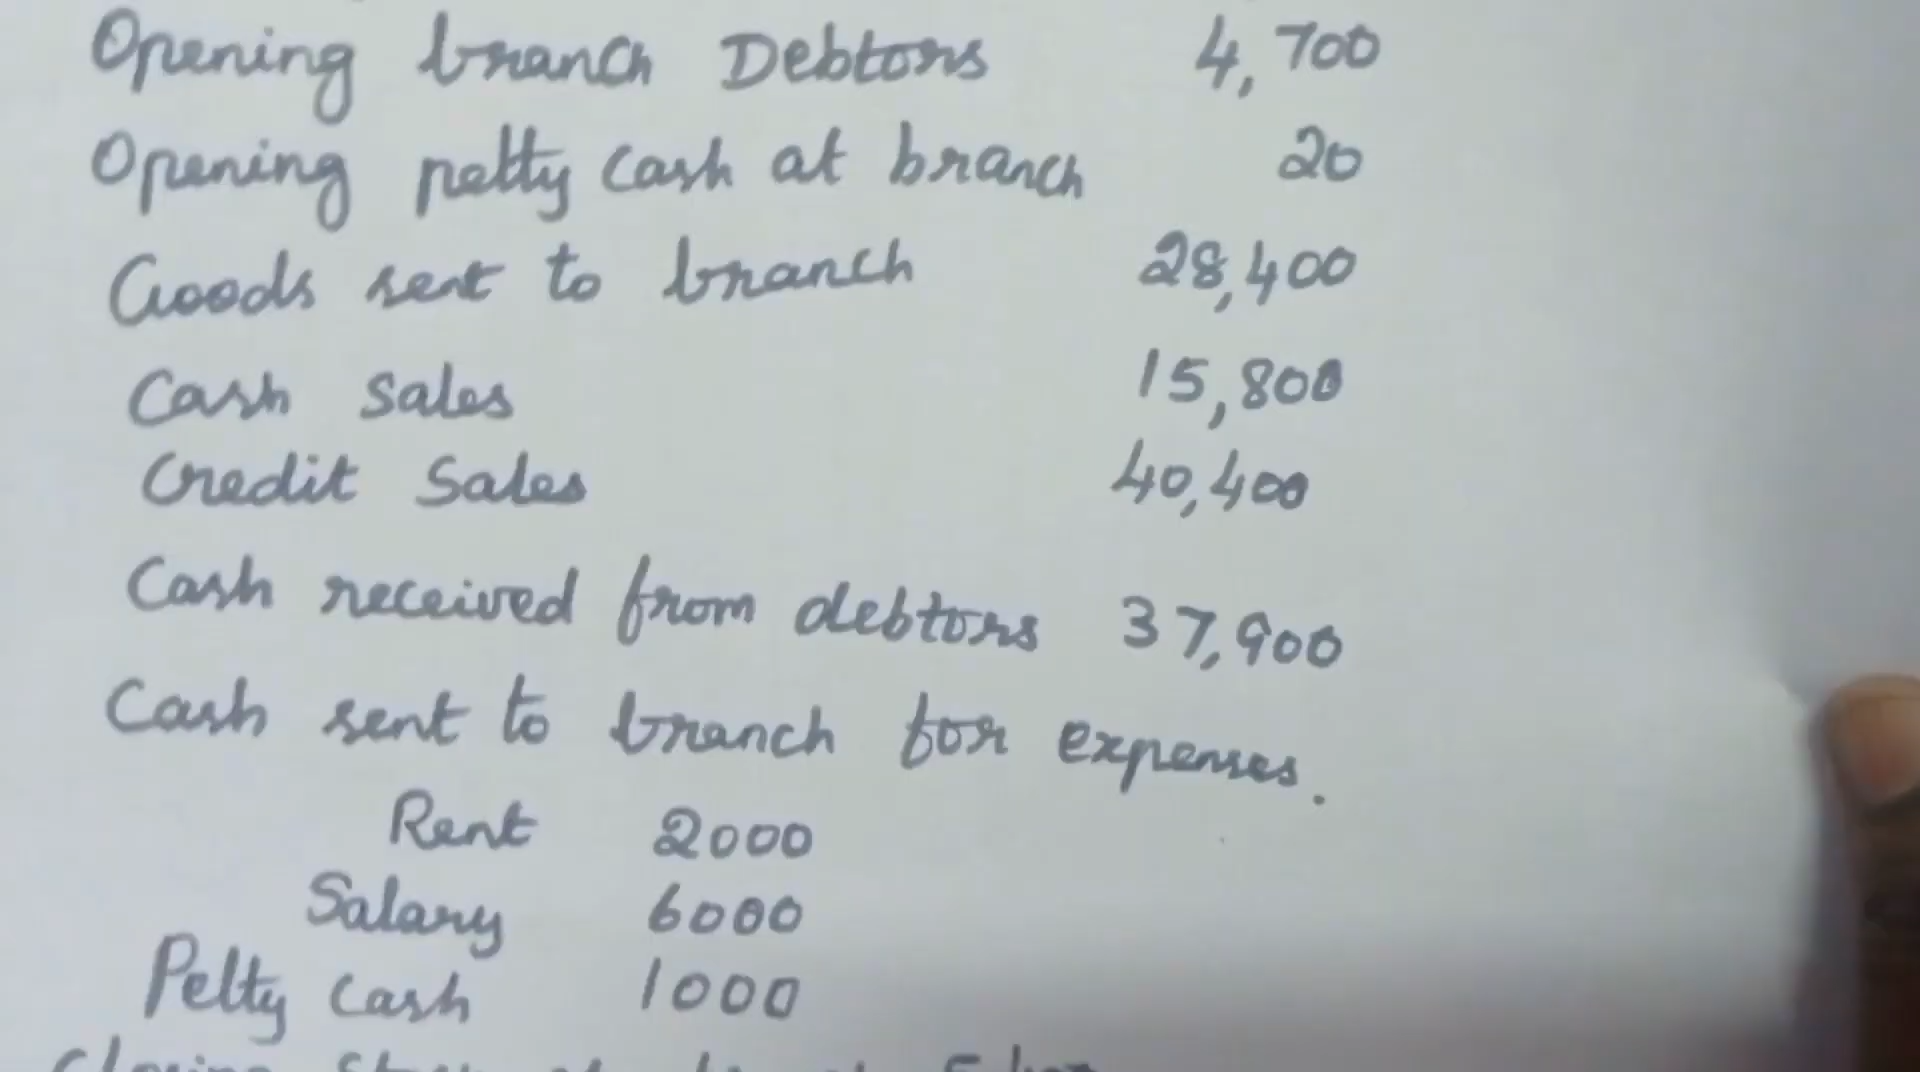 Opening branch Debtors 4,700
Opening petty cash at branch 20
Goods sent to branch 28,400
Cash Sales 15,800
Credit Sales 40,400
Cash received from debtors 37,900
Cash sent to branch for expenses.
Rent 2000
Salary 6000
Petty cash 1000
Closing